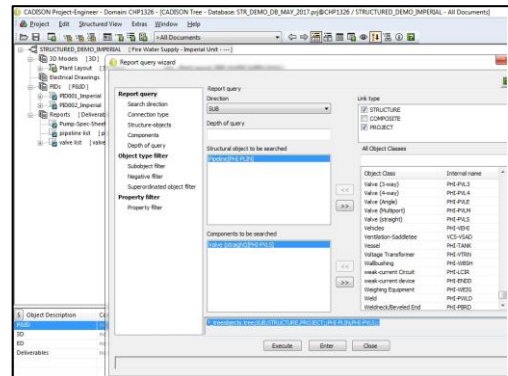 CADISON Project-Engineer - Domain CHP1326 / CADISON Tree - Database: STR_DEMO_DB_MAY_2017.prj@CHP1326 / STRUCTURED_DEMO_IMPERIAL - All Documents]
Project Edit Structured View Extras Window Help
>All Documents
STRUCTURED_DEMO_IMPERIAL [Fire Water Supply - Imperial Unit - ---]
3D Models [3D]
Plant Layout
Electrical Drawings
PIDs [P&ID]
PID001_Imperial
PID002_Imperial
Reports [Deliverab
Pump-Spec-Sheet
pipeline list
valve list [valve
Report query wizard
Report query
Search direction
Connection type
Structure-objects
Components
Depth of query
Object type filter
Subobject filter
Negative filter
Superordinated object filter
Property filter
Property filter
Report query
Direction
SUB
Depth of query
Structural object to be searched
Pipeline[PHI-PLIN]
Components to be searched
Valve (straight)[PHI-PVLS]
<<
>>
<<
>>
Link type
STRUCTURE
COMPOSITE
PROJECT
All Object Classes
Object Class Internal name
Valve (3-way) PHI-PVL3
Valve (4-way) PHI-PVL4
Valve (Angle) PHI-PVLE
Valve (Multiport) PHI-PVLM
Valve (straight) PHI-PVLS
Vehicles PHI-VEHI
Ventilation-Saddletee VCS-VSAD
Vessel PHI-TANK
Voltage Transformer PHI-VTRN
Wallbushing PHI-WBSH
weak-current Circuit PHI-LCIR
weak-current device PHI-ENDD
Weighing Equipment PHI-WEIG
Weld PHI-PWLD
Weldneck/Beveled End PHI-PBRD
Execute Enter Close
S Object Description
P&ID
3D
ED
Deliverables